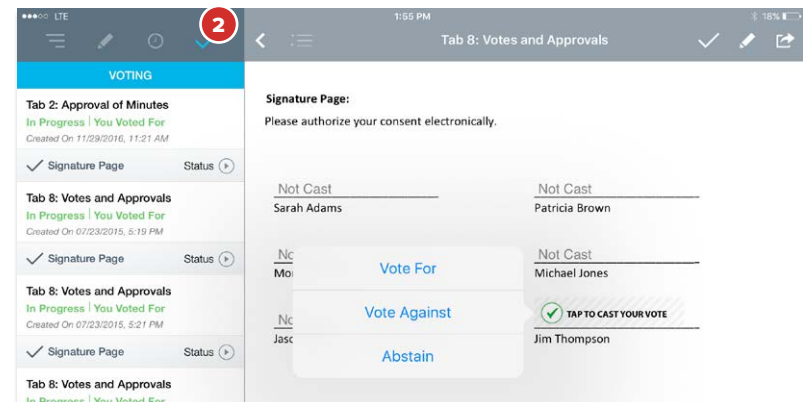 LTE
1:55 PM
18%
2
Tab 8: Votes and Approvals
VOTING
Tab 2: Approval of Minutes
In Progress | You Voted For
Created On 11/29/2016, 11:21 AM
Signature Page Status
Tab 8: Votes and Approvals
In Progress | You Voted For
Created On 07/23/2015, 5:19 PM
Signature Page Status
Tab 8: Votes and Approvals
In Progress | You Voted For
Created On 07/23/2015, 5:21 PM
Signature Page Status
Tab 8: Votes and Approvals
In Progress | You Voted For
Signature Page:
Please authorize your consent electronically.
Not Cast
Sarah Adams
Not Cast
Patricia Brown
Not Cast
Michael Jones
TAP TO CAST YOUR VOTE
Jim Thompson
Vote For
Vote Against
Abstain